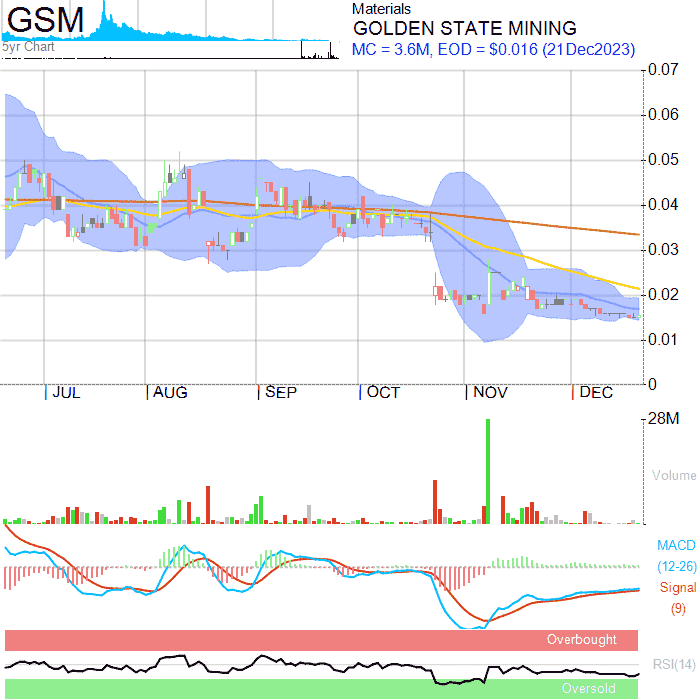 GSM
5yr Chart
Materials
GOLDEN STATE MINING
MC = 3.6M, EOD = $0.016 (21Dec2023)
0.07
0.06
0.05
0.04
0.03
0.02
0.01
0
JUL AUG SEP OCT NOV DEC
28M
Volume
MACD
(12-26)
Signal
(9)
Overbought
RSI(14)
Oversold